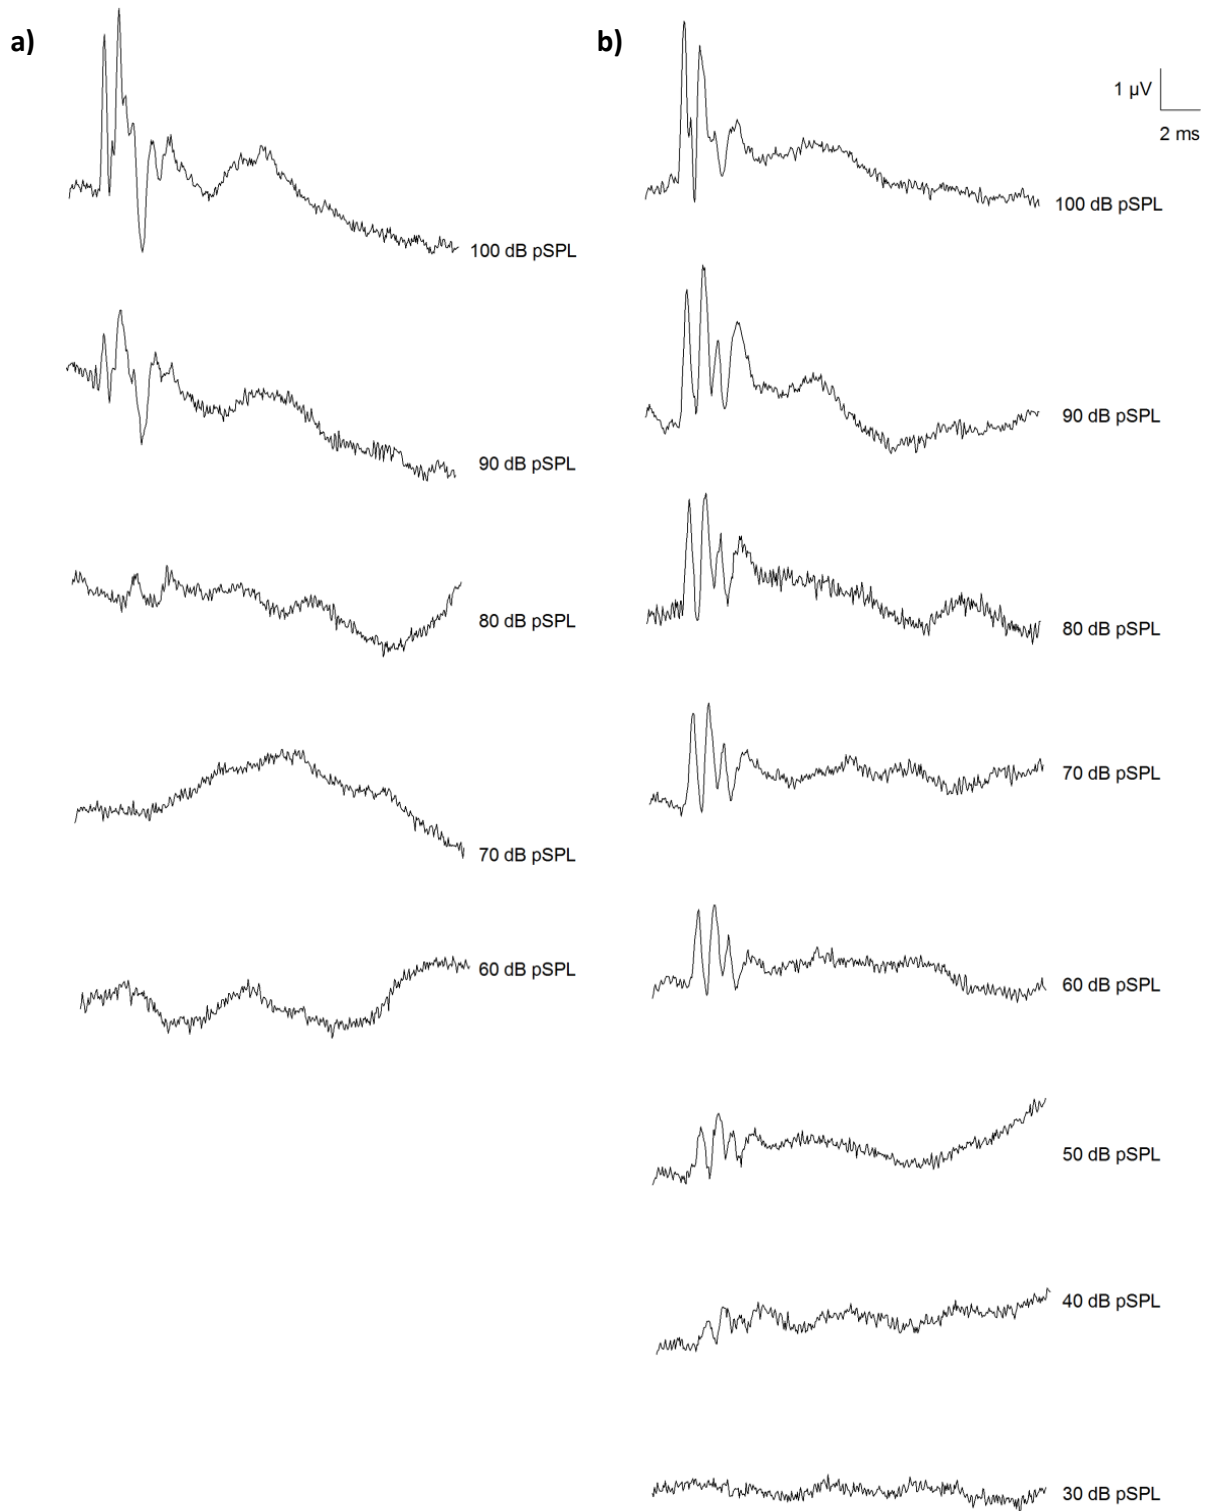 a)
100 dB pSPL
90 dB pSPL
80 dB pSPL
70 dB pSPL
60 dB pSPL
b)
1 µV
2 ms
100 dB pSPL
90 dB pSPL
80 dB pSPL
70 dB pSPL
60 dB pSPL
50 dB pSPL
40 dB pSPL
30 dB pSPL